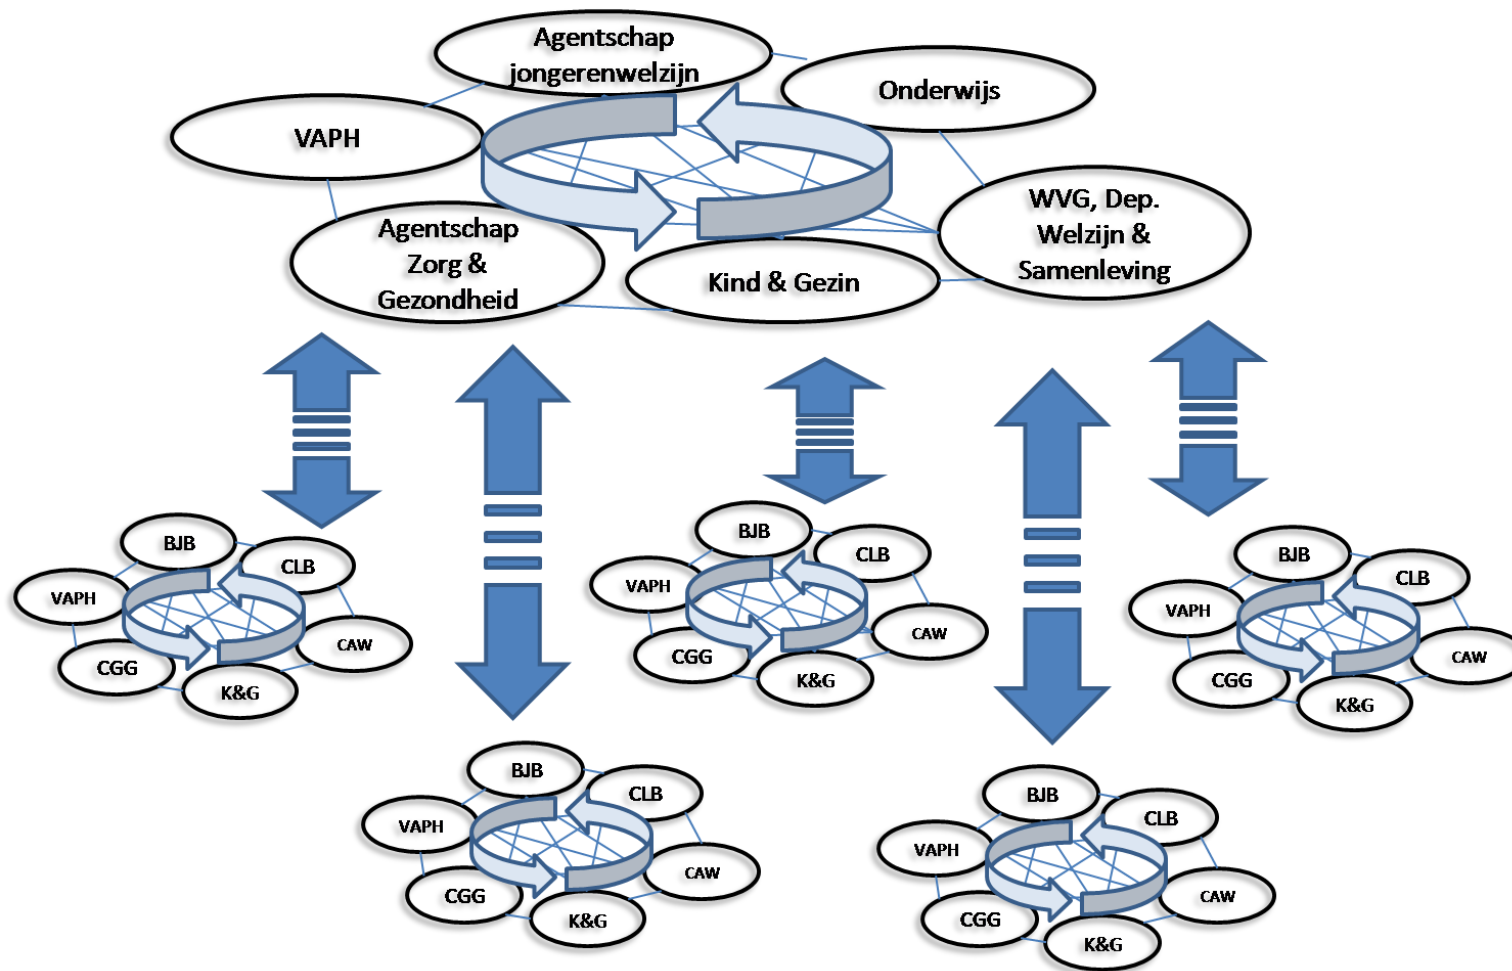 Agentschap
jongerenwelzijn
Onderwijs
VAPH
WVG, Dep.
Welzijn &
Samenleving
Agentschap
Zorg &
Gezondheid
Kind & Gezin
BJB
CLB
VAPH
CAW
CGG
K&G
BJB
CLB
VAPH
CAW
CGG
K&G
BJB
CLB
VAPH
CAW
CGG
K&G
BJB
CLB
VAPH
CAW
CGG
K&G
BJB
CLB
VAPH
CAW
CGG
K&G